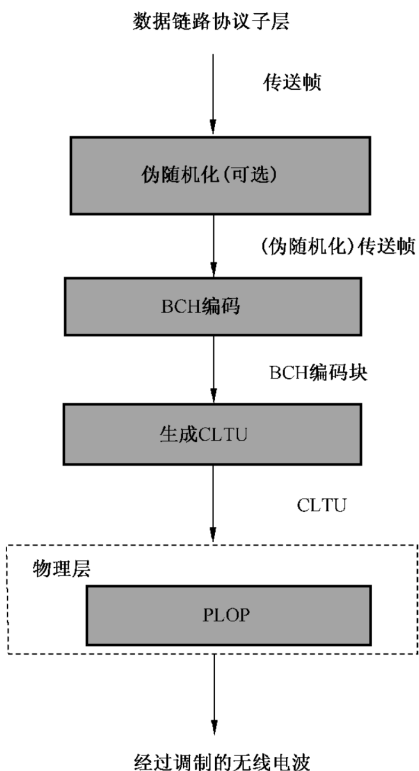 数据链路协议子层
传送帧
伪随机化(可选)
(伪随机化)传送帧
BCH编码
BCH编码块
生成CLTU
CLTU
物理层
PLOP
经过调制的无线电波